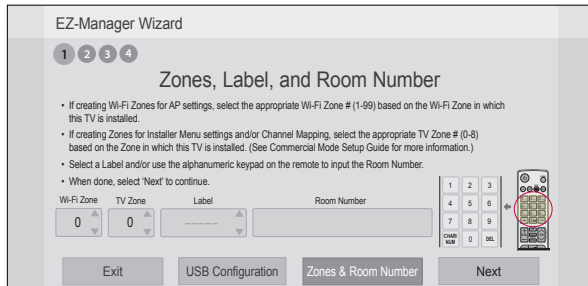 EZ-Manager Wizard
1 2 3 4
Zones, Label, and Room Number
• If creating Wi-Fi Zones for AP settings, select the appropriate Wi-Fi Zone # (1-99) based on the Wi-Fi Zone in which
this TV is installed.
• If creating Zones for Installer Menu settings and/or Channel Mapping, select the appropriate TV Zone # (0-8)
based on the Zone in which this TV is installed. (See Commercial Mode Setup Guide for more information.)
• Select a Label and/or use the alphanumeric keypad on the remote to input the Room Number.
• When done, select 'Next' to continue.
Wi-Fi Zone TV Zone Label Room Number
0 0 -----
1 2 3
4 5 6
7 8 9
CHAR/
NUM 0 DEL
Exit USB Configuration Zones & Room Number Next